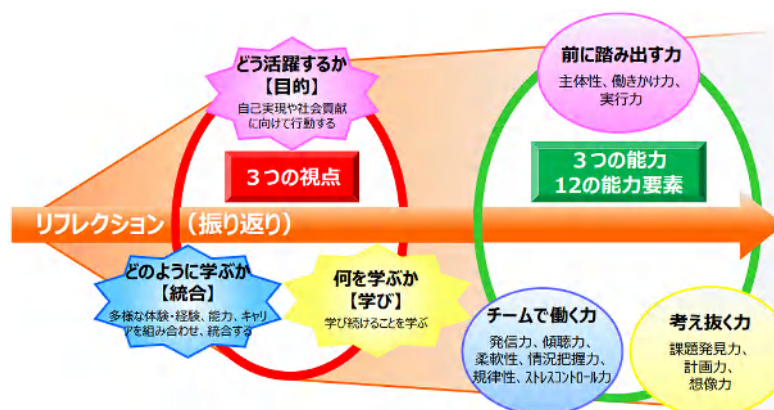 どう活躍するか
【目的】
自己実現や社会貢献
に向けて行動する
3つの視点
リフレクション (振り返り)
どのように学ぶか
【統合】
多様な体験・経験、能力、キャリ
アを組み合わせ、統合する
何を学ぶか
【学び】
学び続けることを学ぶ
前に踏み出す力
主体性、働きかけ力、
実行力
3つの能力
12の能力要素
チームで働く力
発信力、傾聴力、
柔軟性、情況把握力、
規律性、ストレスコントロール力
考え抜く力
課題発見力、
計画力、
想像力